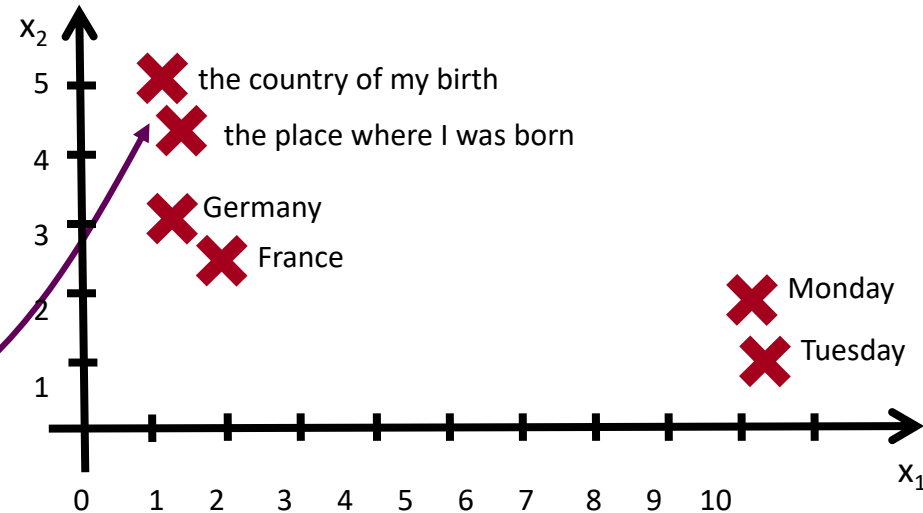 x2
5
the country of my birth
4
the place where I was born
3
Germany
France
2
Monday
Tuesday
1
x1
0 1 2 3 4 5 6 7 8 9 10